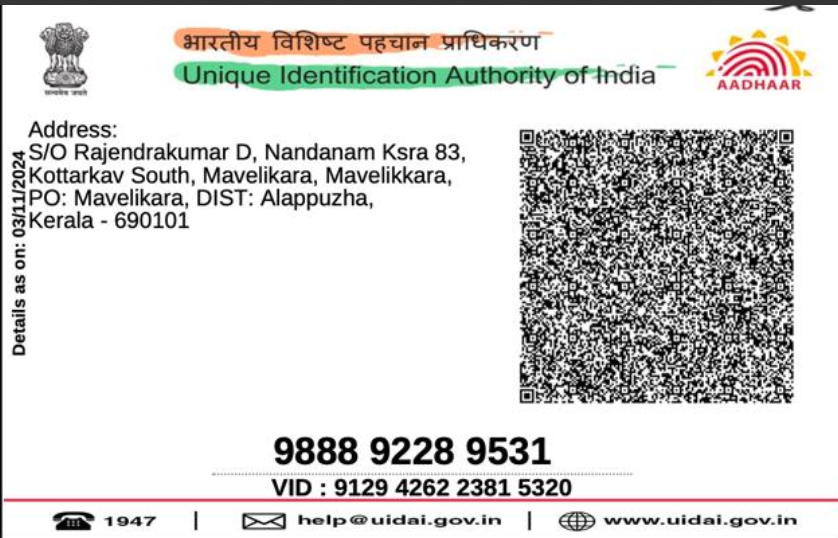 भारतीय विशिष्ट पहचान प्राधिकरण
Unique Identification Authority of India
सत्यमेव जयते
AADHAAR
Address:
S/O Rajendrakumar D, Nandanam Ksra 83,
Kottarkav South, Mavelikara, Mavelikkara,
PO: Mavelikara, DIST: Alappuzha,
Kerala - 690101
Details as on: 03/11/2024
9888 9228 9531
VID : 9129 4262 2381 5320
1947 | help@uidai.gov.in | www.uidai.gov.in